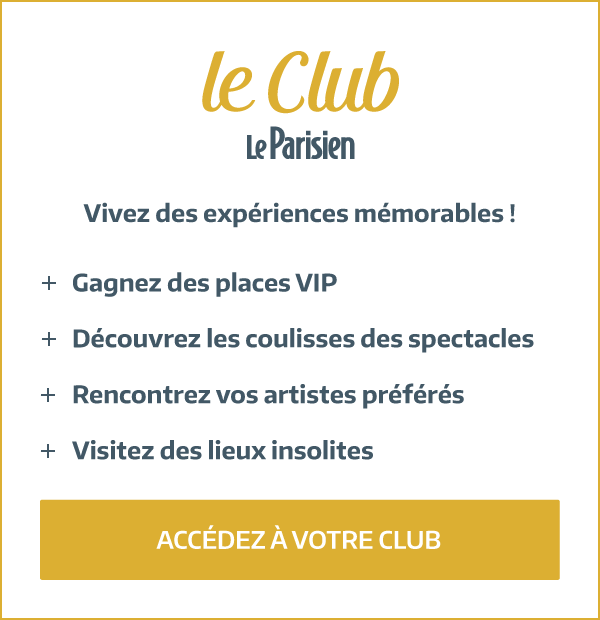 le Club
Le Parisien
Vivez des expériences mémorables !
+ Gagnez des places VIP
+ Découvrez les coulisses des spectacles
+ Rencontrez vos artistes préférés
+ Visitez des lieux insolites
ACCÉDEZ À VOTRE CLUB